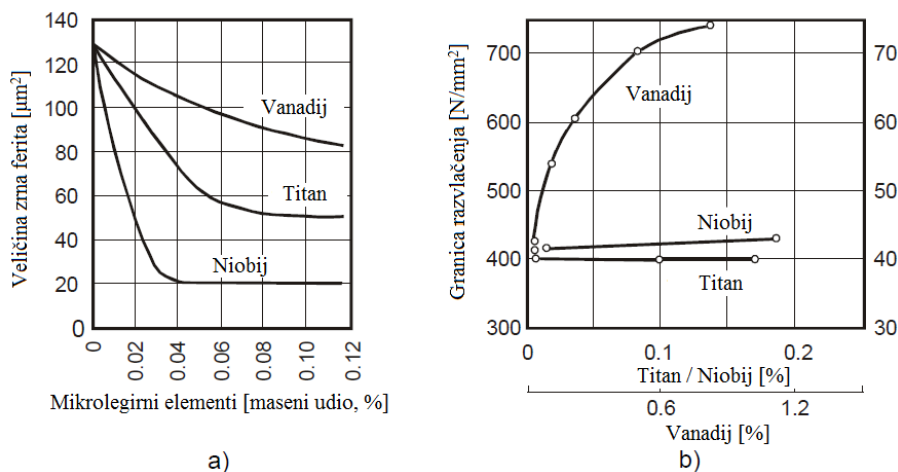 140
120
100
80
60
40
20
0
Veličina zrna ferita [µm²]
Vanadij
Titan
Niobij
0 0.02 0.04 0.06 0.08 0.10 0.12
Mikrolegirni elementi [maseni udio, %]
a)
700
600
500
400
300
Granica razvlačenja [N/mm²]
Vanadij
Niobij
Titan
70
60
50
40
30
0 0.1 0.2
Titan / Niobij [%]
0.6 1.2
Vanadij [%]
b)